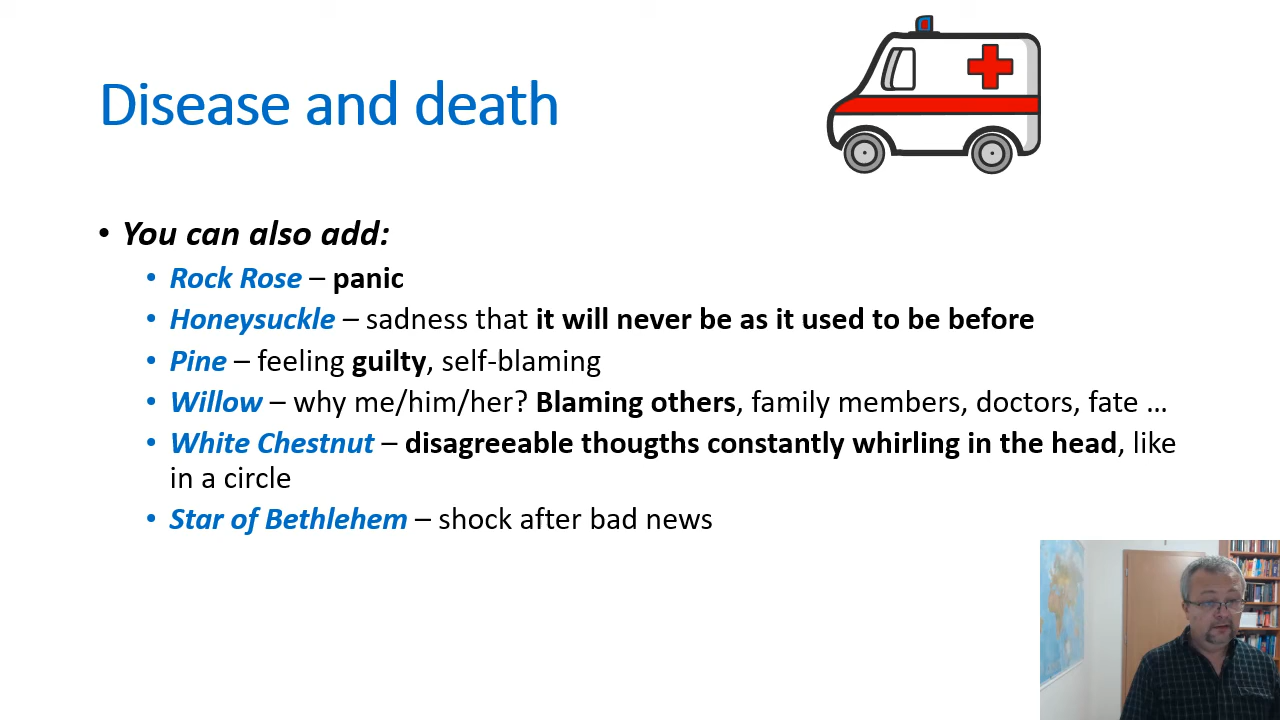 Disease and death
• You can also add:
• Rock Rose – panic
• Honeysuckle – sadness that it will never be as it used to be before
• Pine – feeling guilty, self-blaming
• Willow – why me/him/her? Blaming others, family members, doctors, fate ...
• White Chestnut – disagreeable thougths constantly whirling in the head, like
in a circle
• Star of Bethlehem – shock after bad news